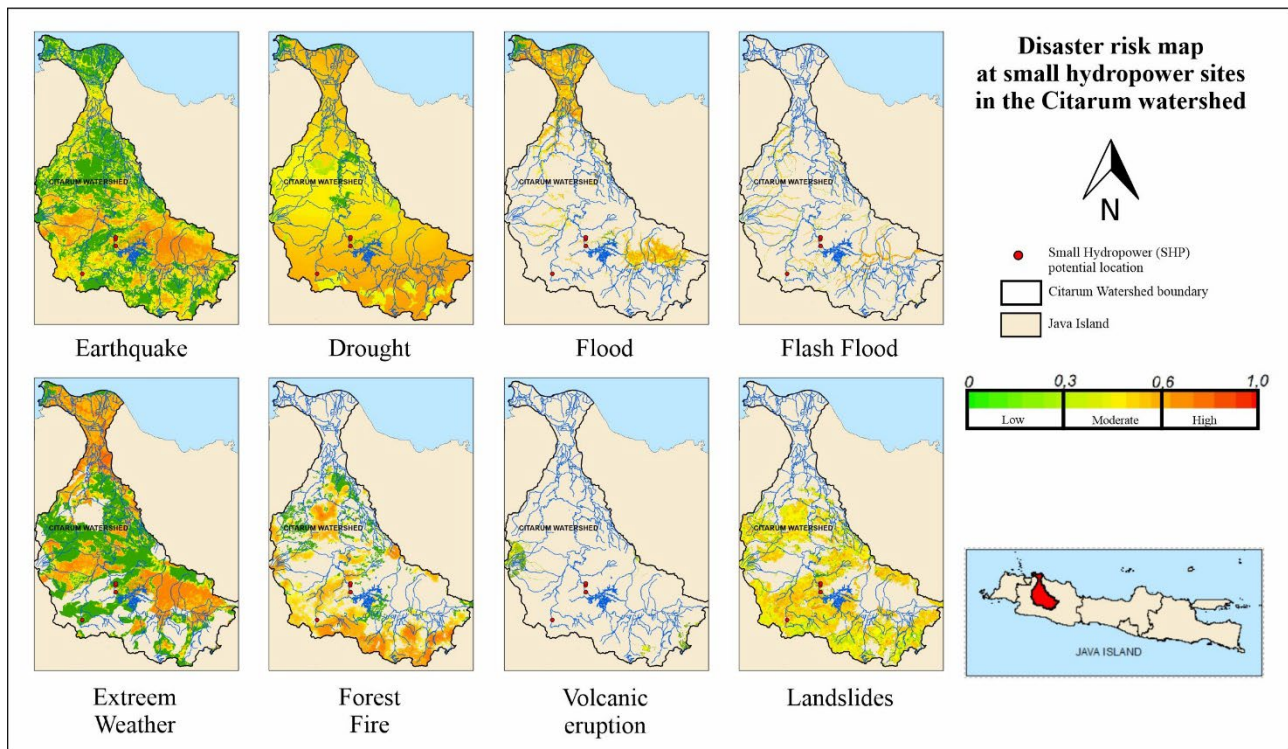 Disaster risk map
at small hydropower sites
in the Citarum watershed
N
Small Hydropower (SHP)
potential location
Citarum Watershed boundary
Java Island
0 0,3 0,6 1,0
Low Moderate High
CITARUM WATERSHED
CITARUM WATERSHED
CITARUM WATERSHED
CITARUM WATERSHED
Earthquake
Drought
Flood
Flash Flood
CITARUM WATERSHED
CITARUM WATERSHED
CITARUM WATERSHED
CITARUM WATERSHED
Extreem
Weather
Forest
Fire
Volcanic
eruption
Landslides
JAVA ISLAND